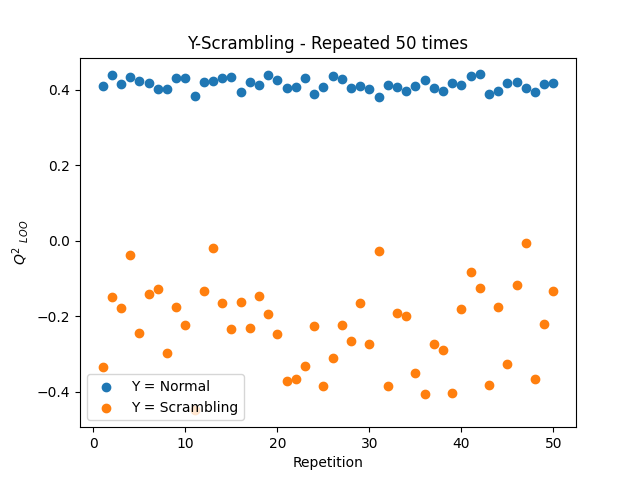 Y-Scrambling - Repeated 50 times
0.4
0.2
0.0
−0.2
−0.4
Q² LOO
Y = Normal
Y = Scrambling
0 10 20 30 40 50
Repetition